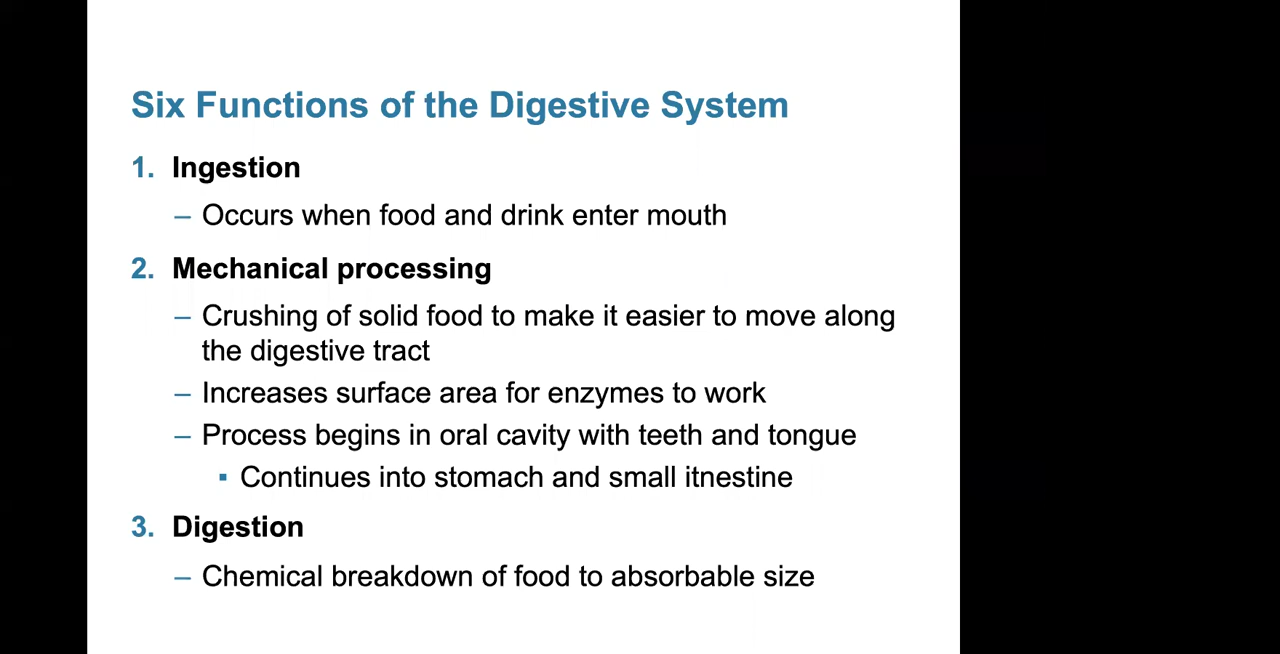 Six Functions of the Digestive System
1. Ingestion
– Occurs when food and drink enter mouth
2. Mechanical processing
– Crushing of solid food to make it easier to move along
the digestive tract
– Increases surface area for enzymes to work
– Process begins in oral cavity with teeth and tongue
▪ Continues into stomach and small itnestine
3. Digestion
– Chemical breakdown of food to absorbable size